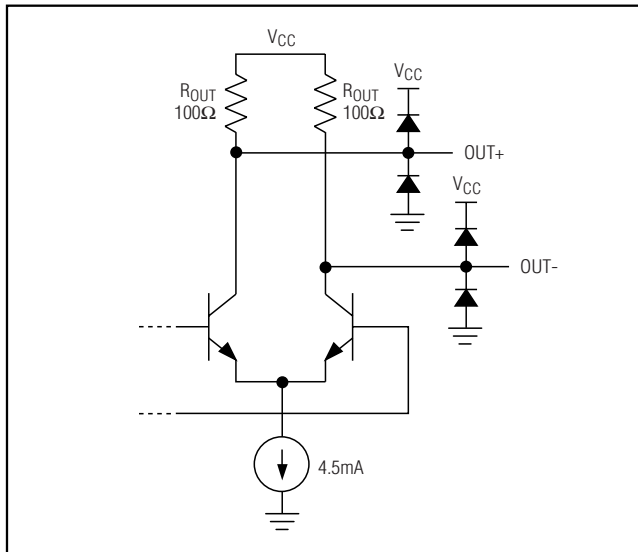 VCC
ROUT
100Ω
ROUT
100Ω
VCC
OUT+
VCC
OUT-
4.5mA